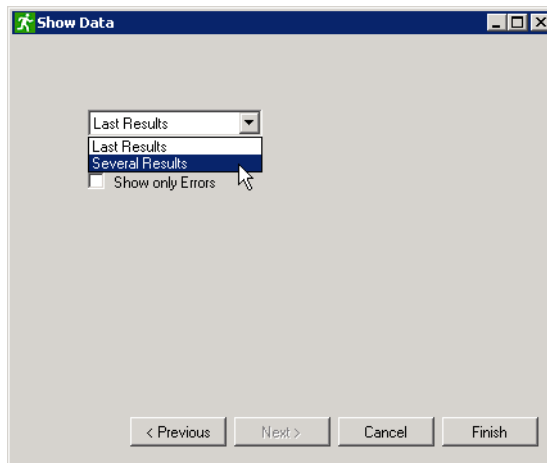 Show Data
Last Results
Last Results
Several Results
Show only Errors
< Previous Next > Cancel Finish